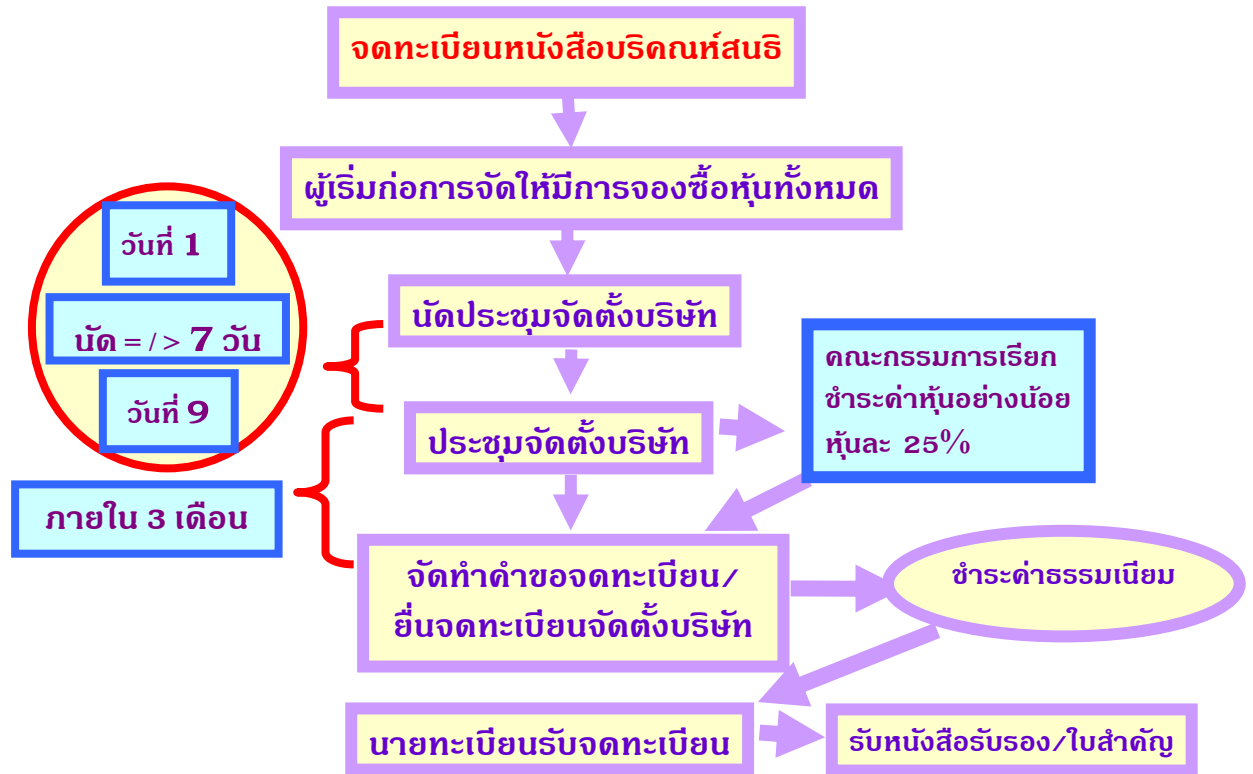 จดทะเบียนหนังสือบริคณห์สนธิ
ผู้เริ่มก่อการจัดให้มีการจองซื้อหุ้นทั้งหมด
วันที่ 1
นัด = / > 7 วัน
วันที่ 9
นัดประชุมจัดตั้งบริษัท
คณะกรรมการเรียก
ชำระค่าหุ้นอย่างน้อย
หุ้นละ 25%
ประชุมจัดตั้งบริษัท
ภายใน 3 เดือน
จัดทำคำขอจดทะเบียน/
ยื่นจดทะเบียนจัดตั้งบริษัท
ชำระค่าธรรมเนียม
นายทะเบียนรับจดทะเบียน
รับหนังสือรับรอง/ใบสำคัญ